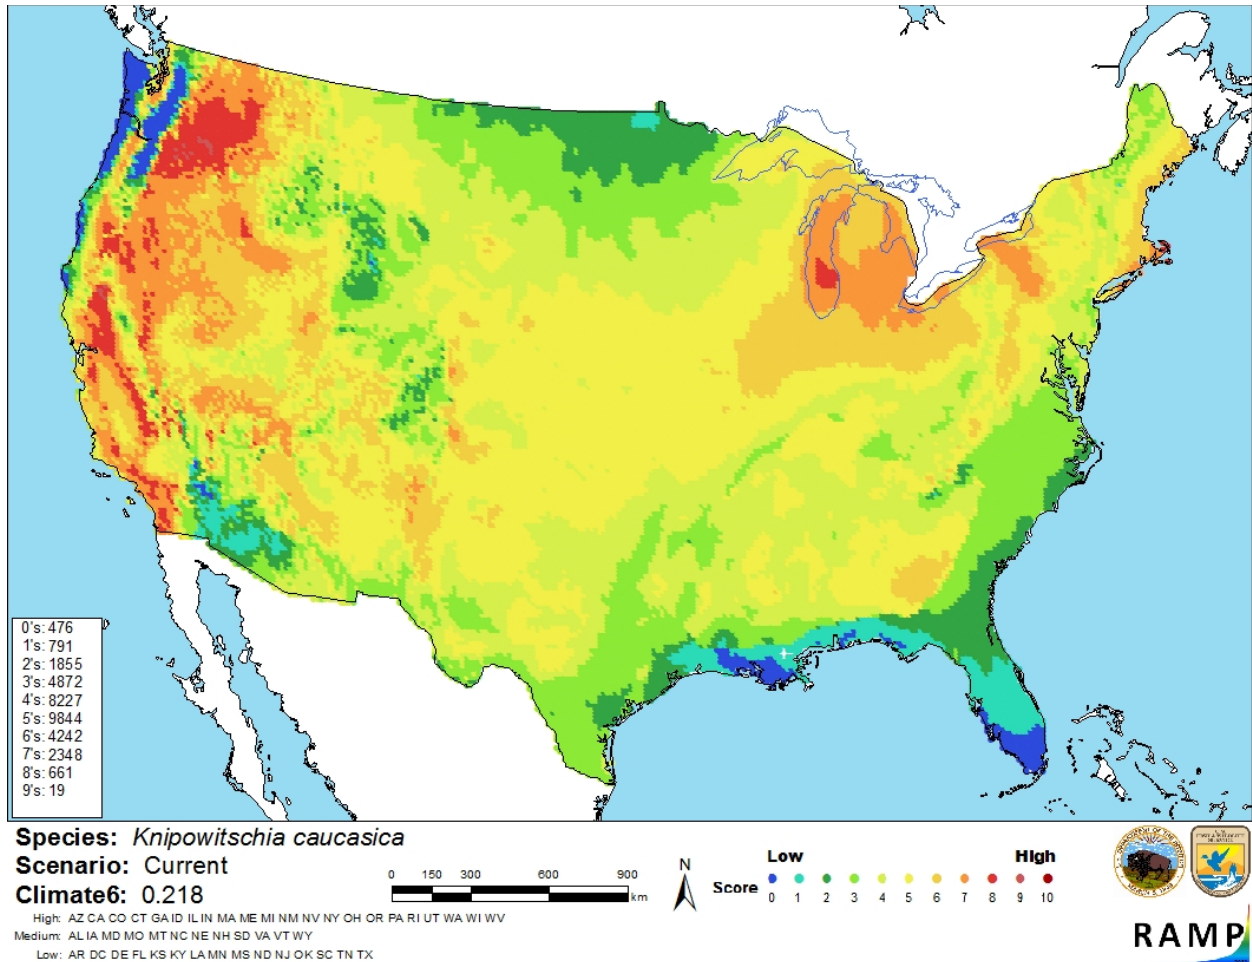 0's: 476
1's: 791
2's: 1855
3's: 4872
4's: 8227
5's: 9844
6's: 4242
7's: 2348
8's: 661
9's: 19
Species: Knipowitschia caucasica
Scenario: Current
Climate6: 0.218
High: AZ CA CO CT GA ID IL IN MA ME MI NM NV NY OH OR PA RI UT WA WI WV
Medium: AL IA MD MO MT NC NE NH SD VA VT WY
Low: AR DC DE FL KS KY LA MN MS ND NJ OK SC TN TX
0 150 300 600 900
km
N
Low High
Score
0 1 2 3 4 5 6 7 8 9 10
RAMP